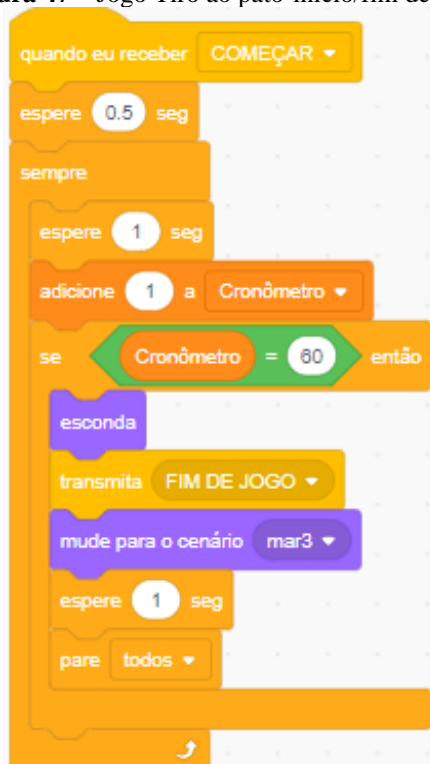 Jogo Tiro ao pato-início/fim de
quando eu receber COMEÇAR
espere 0.5 seg
sempre
espere 1 seg
adicione 1 a Cronômetro
se Cronômetro = 60 então
esconda
transmita FIM DE JOGO
mude para o cenário mar3
espere 1 seg
pare todos